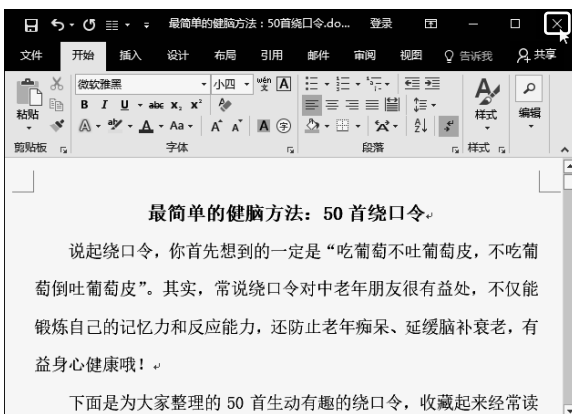 最简单的健脑方法：50首绕口令.do... 登录
文件 开始 插入 设计 布局 引用 邮件 审阅 视图 告诉我 共享
微软雅黑 小四 wén 文 A
粘贴 B I U abc x₂ x² 样式 编辑
A aby A Aa A A A 字
剪贴板 字体 段落 样式
最简单的健脑方法：50 首绕口令
说起绕口令，你首先想到的一定是“吃葡萄不吐葡萄皮，不吃葡
萄倒吐葡萄皮”。其实，常说绕口令对中老年朋友很有益处，不仅能
锻炼自己的记忆力和反应能力，还防止老年痴呆、延缓脑补衰老，有
益身心健康哦！
下面是为大家整理的 50 首生动有趣的绕口令，收藏起来经常读